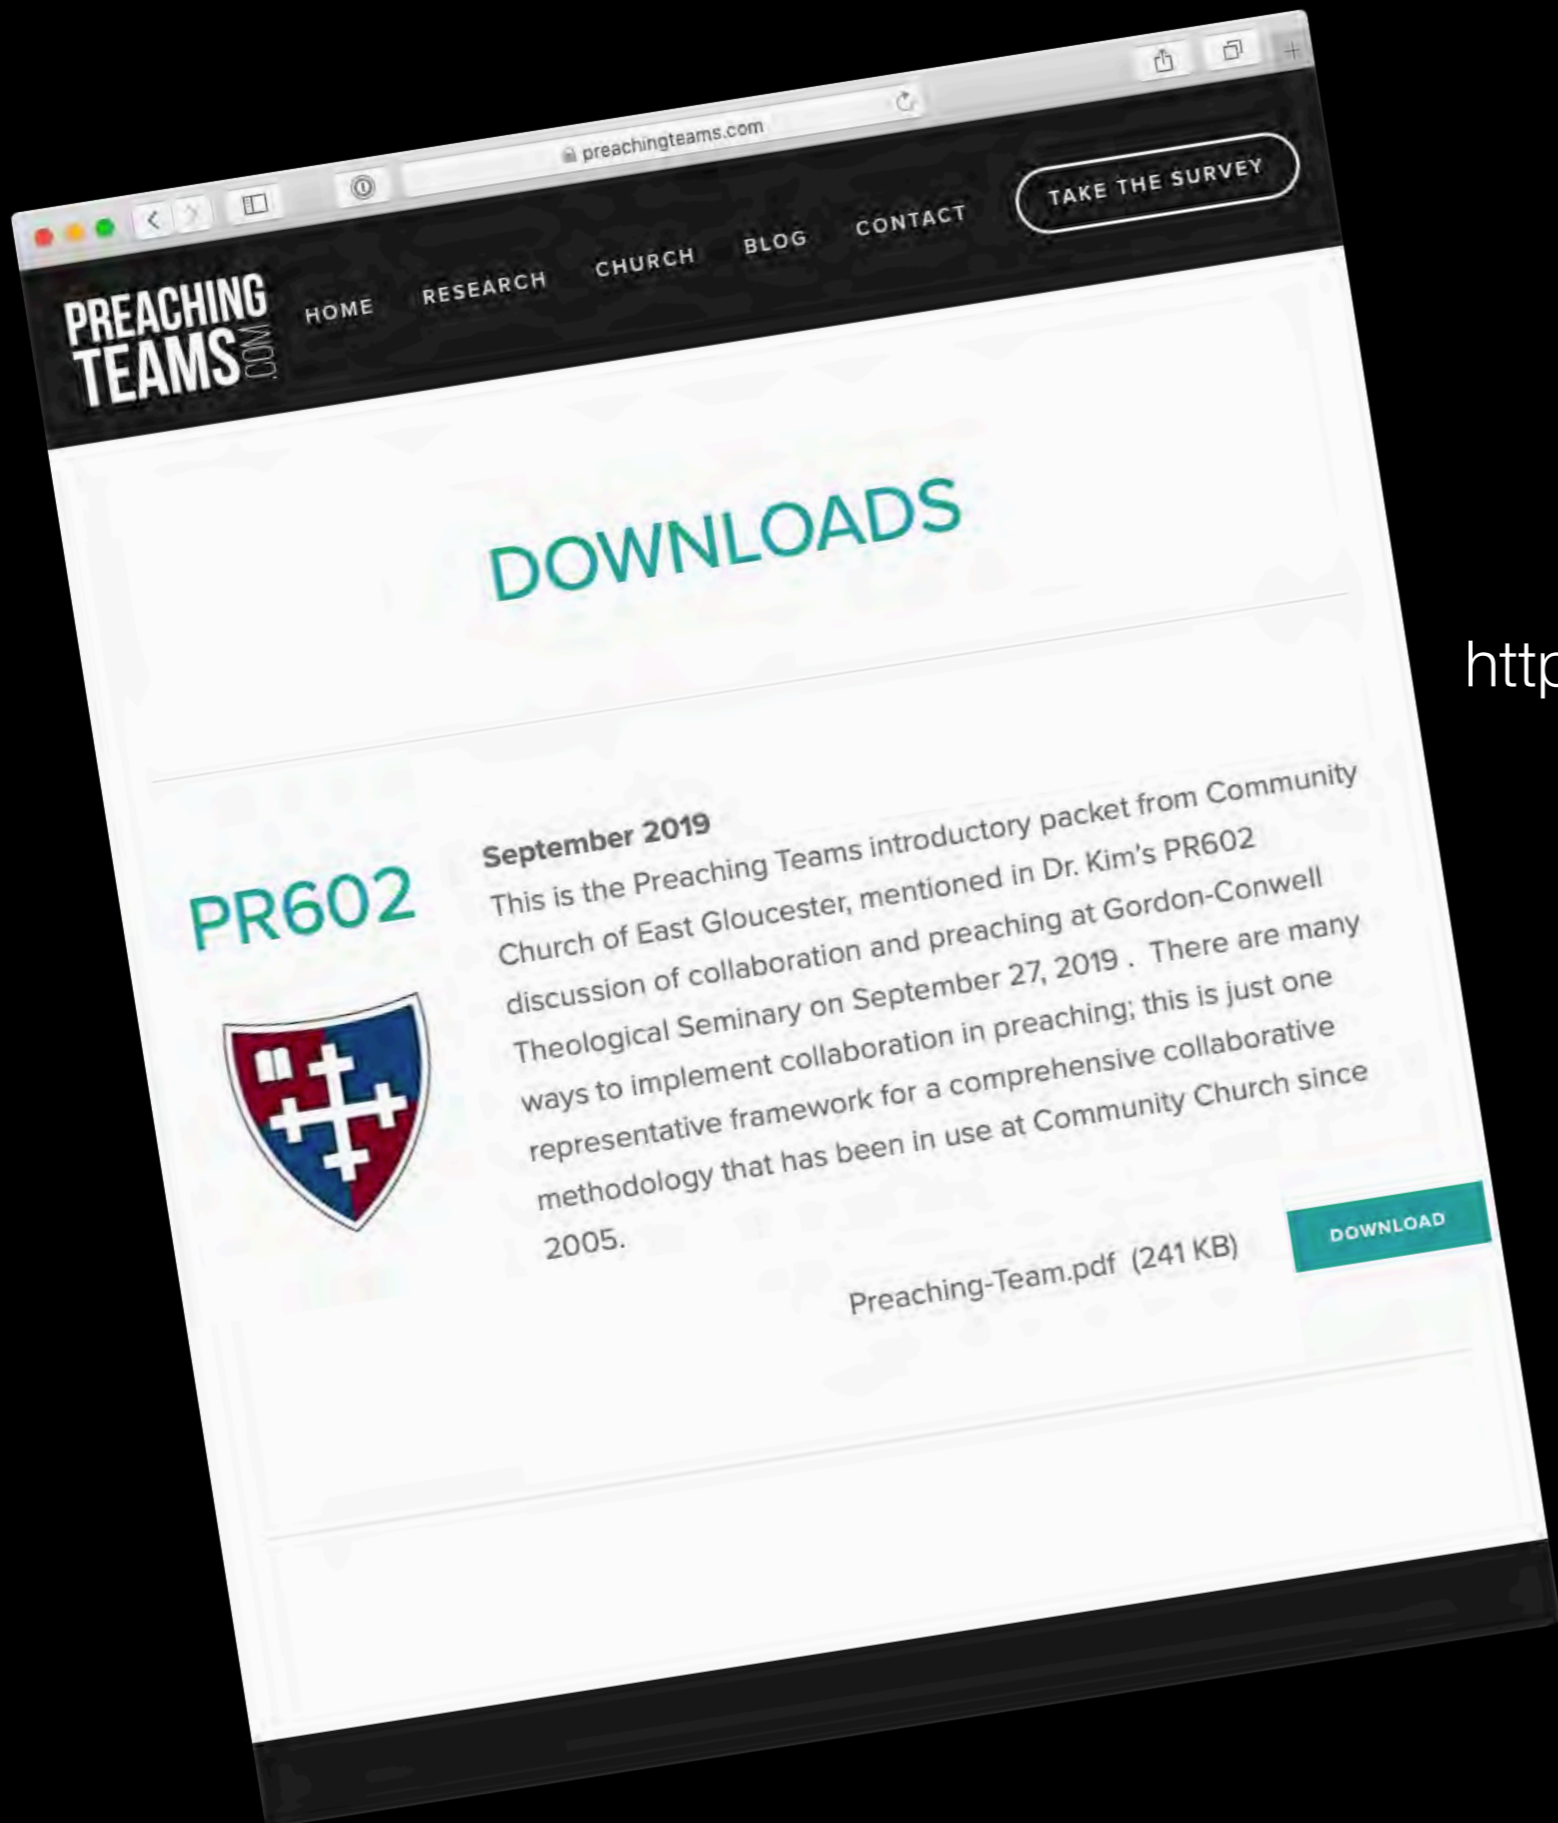 preachingteams.com
PREACHING
TEAMS
.COM
HOME RESEARCH CHURCH BLOG CONTACT TAKE THE SURVEY
DOWNLOADS
http
PR602
September 2019
This is the Preaching Teams introductory packet from Community
Church of East Gloucester, mentioned in Dr. Kim's PR602
discussion of collaboration and preaching at Gordon-Conwell
Theological Seminary on September 27, 2019 .  There are many
ways to implement collaboration in preaching; this is just one
representative framework for a comprehensive collaborative
methodology that has been in use at Community Church since
2005.
Preaching-Team.pdf  (241 KB)
DOWNLOAD